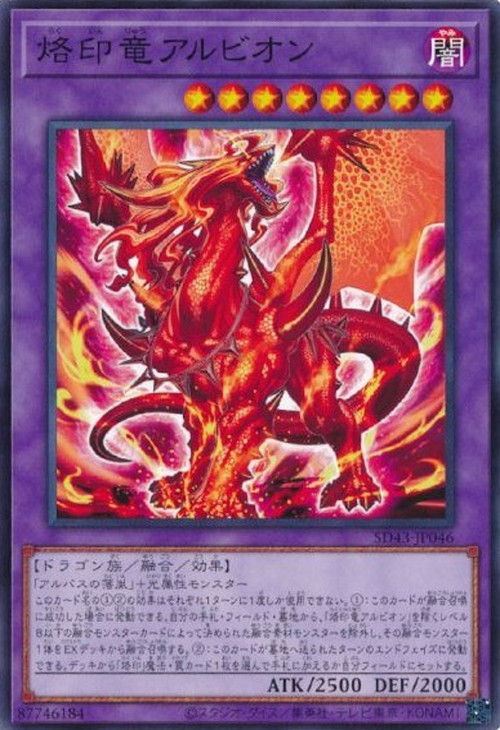 烙印竜アルビオン
闇
SD43-JP046
【ドラゴン族／融合／効果】
「アルバスの落胤」＋光属性モンスター
このカード名の①②の効果はそれぞれ1ターンに1度しか使用できない。①：このカードが融合召喚
に成功した場合に発動できる。自分の手札・フィールド・墓地から、「烙印竜アルビオン」を除くレベル
8以下の融合モンスターカードによって決められた融合素材モンスターを除外し、その融合モンスター
1体をEXデッキから融合召喚する。②：このカードが墓地へ送られたターンのエンドフェイズに発動
できる。デッキから「烙印」魔法・罠カード1枚を選んで手札に加えるか自分フィールドにセットする。
ATK/2500 DEF/2000
87746184
©スタジオ・ダイス／集英社・テレビ東京・KONAMI